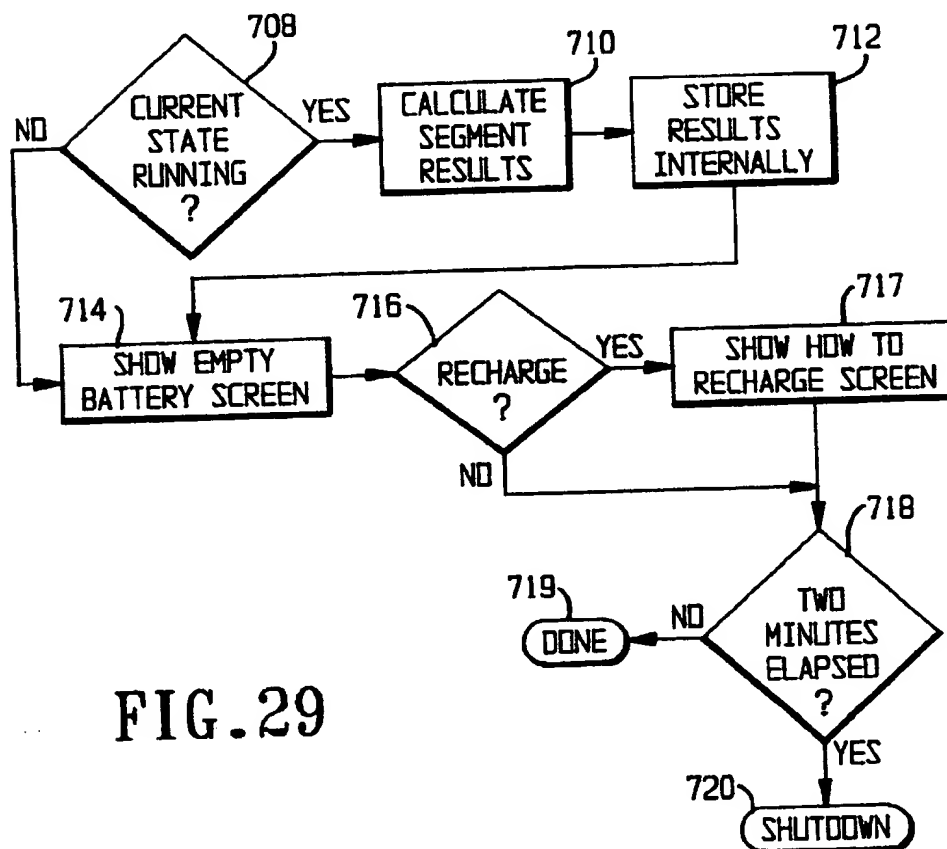 708
CURRENT
STATE
RUNNING
?
NO
YES
710
CALCULATE
SEGMENT
RESULTS
712
STORE
RESULTS
INTERNALLY
714
SHOW EMPTY
BATTERY SCREEN
716
RECHARGE
?
YES
NO
717
SHOW HOW TO
RECHARGE SCREEN
718
TWO
MINUTES
ELAPSED
?
NO
719
DONE
YES
720
SHUTDOWN
FIG.29